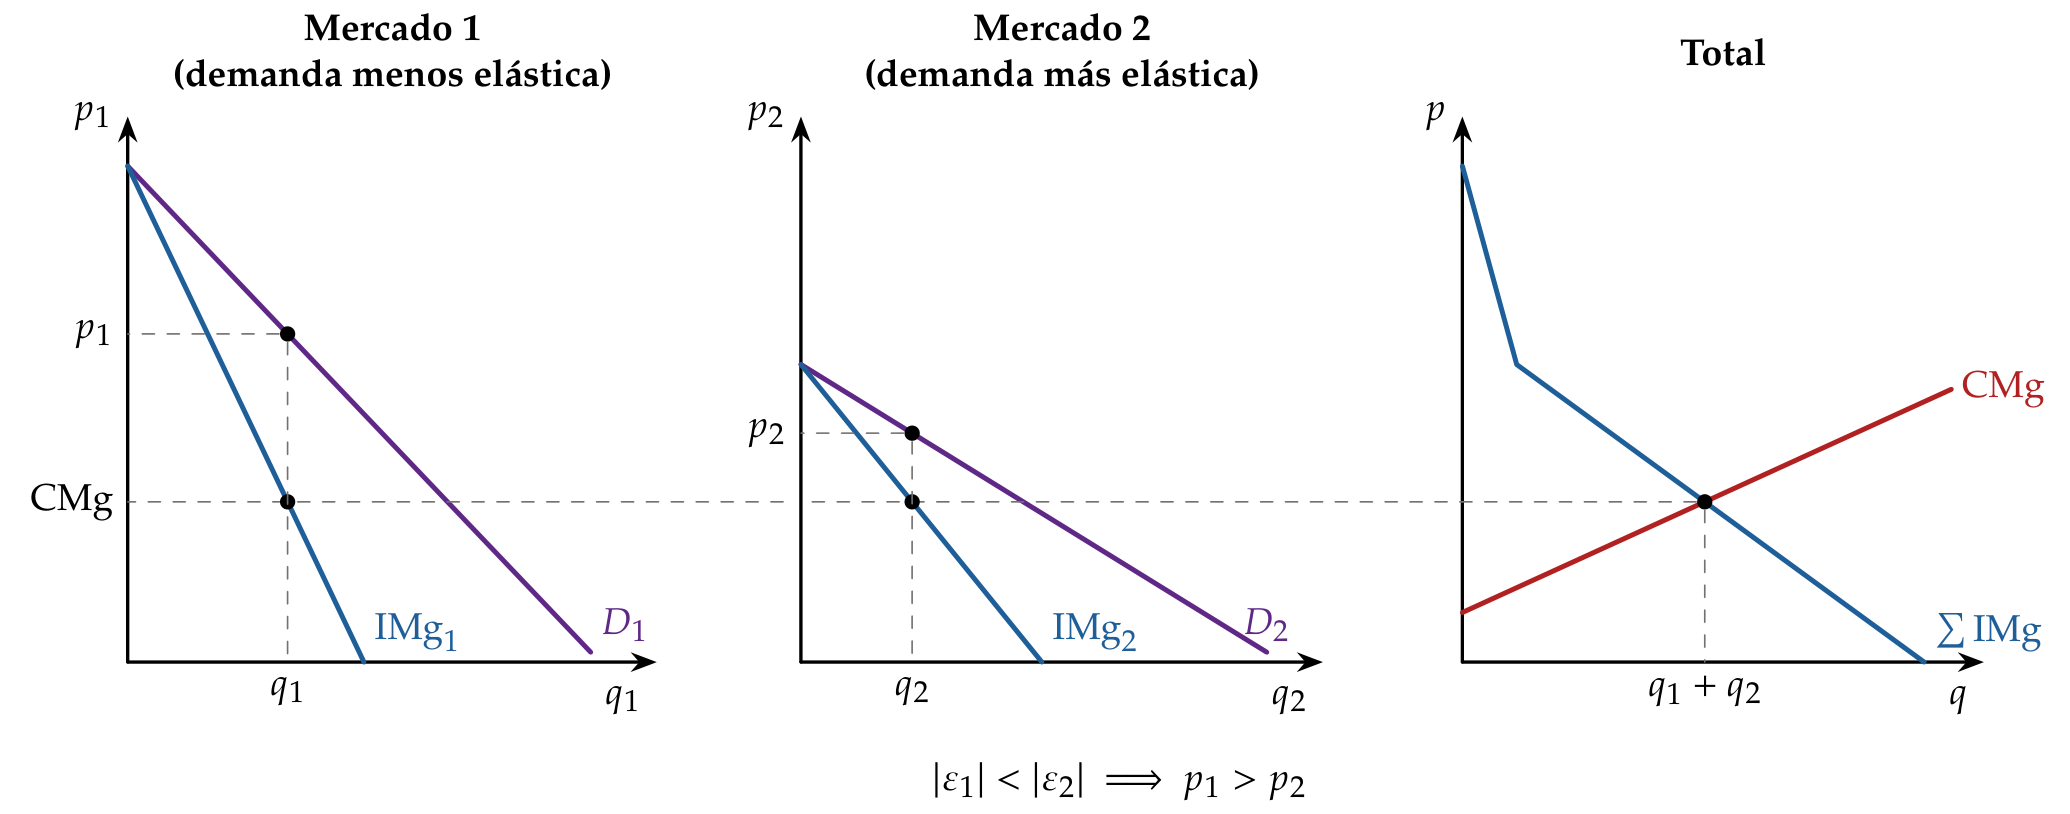 Mercado 1
(demanda menos elástica)
p₁
p₁
CMg
IMg₁
D₁
q₁
q₁
Mercado 2
(demanda más elástica)
p₂
p₂
IMg₂
D₂
q₂
q₂
Total
p
CMg
∑ IMg
q₁ + q₂
q
|ε₁| < |ε₂| ⟹ p₁ > p₂